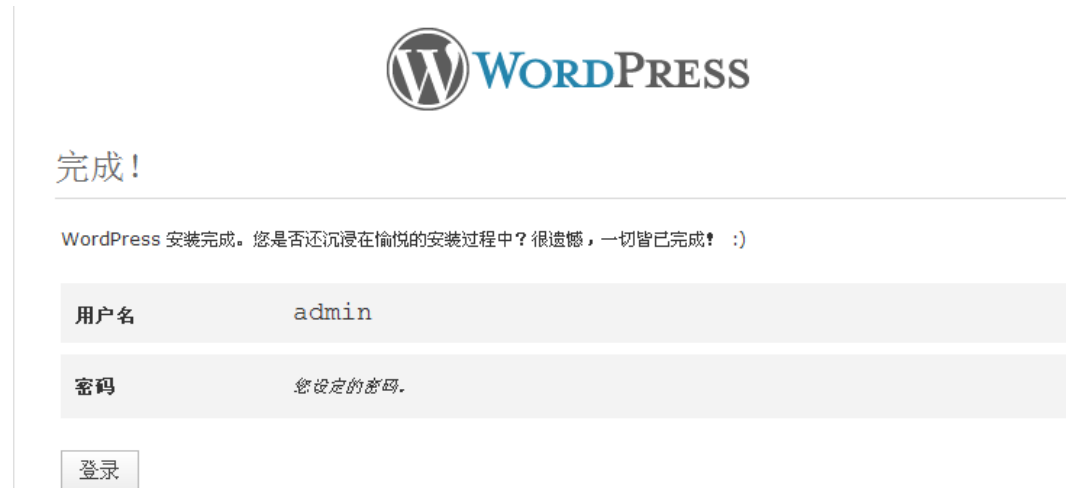 WORDPRESS
完成！
WordPress 安装完成。您是否还沉浸在愉悦的安装过程中？很遗憾，一切皆已完成！ :)
用户名 admin
密码 您设定的密码。
登录